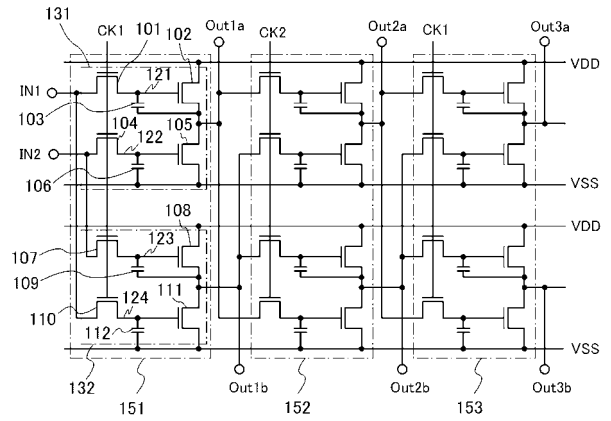 131 CK1 101 102 Out1a CK2 Out2a CK1 Out3a
VDD
IN1 121
103
104 122 105
IN2
106
VSS
108 VDD
123
107
109
111
124
110
112
VSS
132 151 Out1b 152 Out2b 153 Out3b